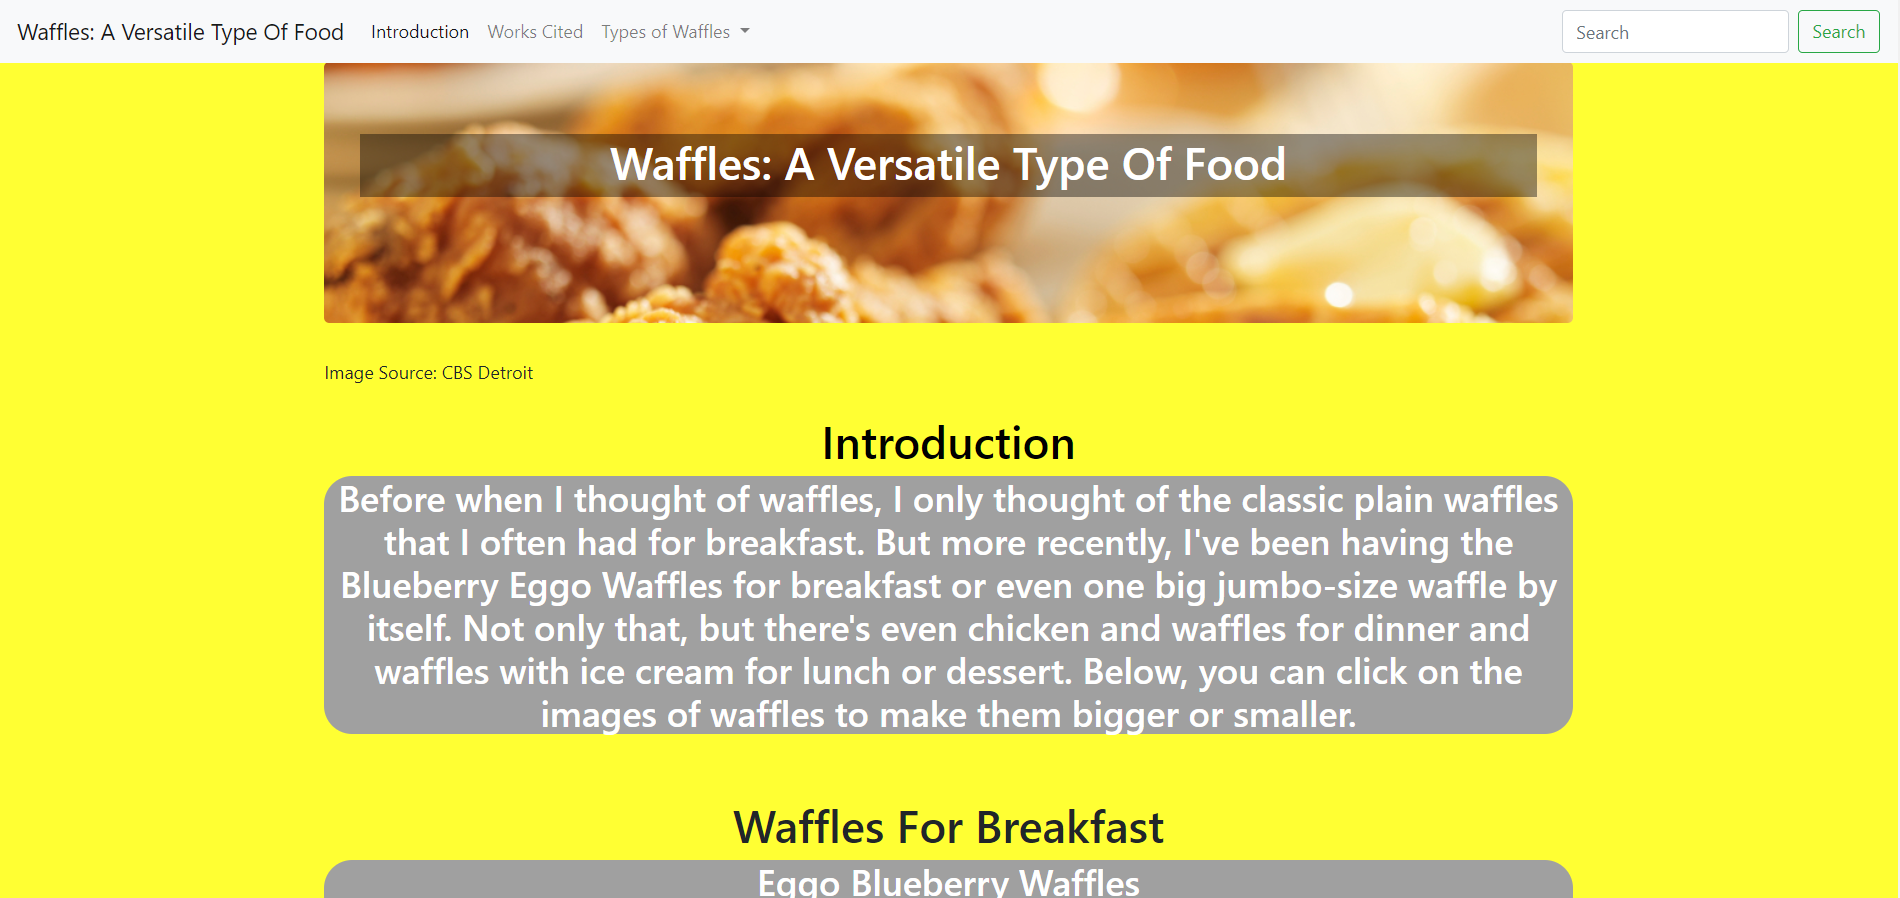 Waffles: A Versatile Type Of Food Introduction Works Cited Types of Waffles Search Search
Waffles: A Versatile Type Of Food
Image Source: CBS Detroit
Introduction
Before when I thought of waffles, I only thought of the classic plain waffles
that I often had for breakfast. But more recently, I've been having the
Blueberry Eggo Waffles for breakfast or even one big jumbo-size waffle by
itself. Not only that, but there's even chicken and waffles for dinner and
waffles with ice cream for lunch or dessert. Below, you can click on the
images of waffles to make them bigger or smaller.
Waffles For Breakfast
Eggo Blueberry Waffles